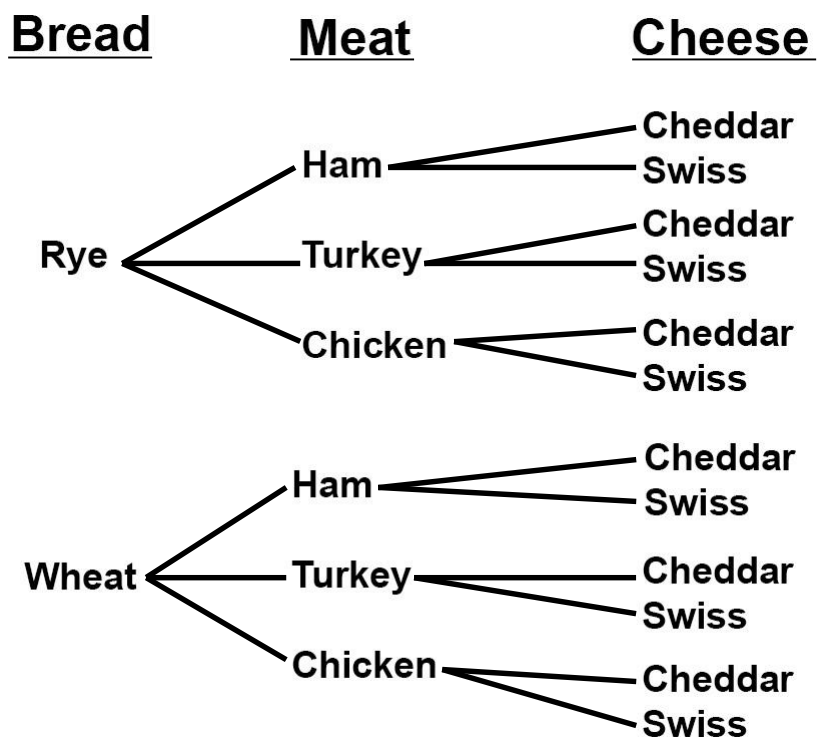 Bread Meat Cheese
Cheddar
Ham
Swiss
Cheddar
Rye Turkey
Swiss
Cheddar
Chicken
Swiss
Cheddar
Ham
Swiss
Wheat Turkey Cheddar
Swiss
Chicken
Cheddar
Swiss